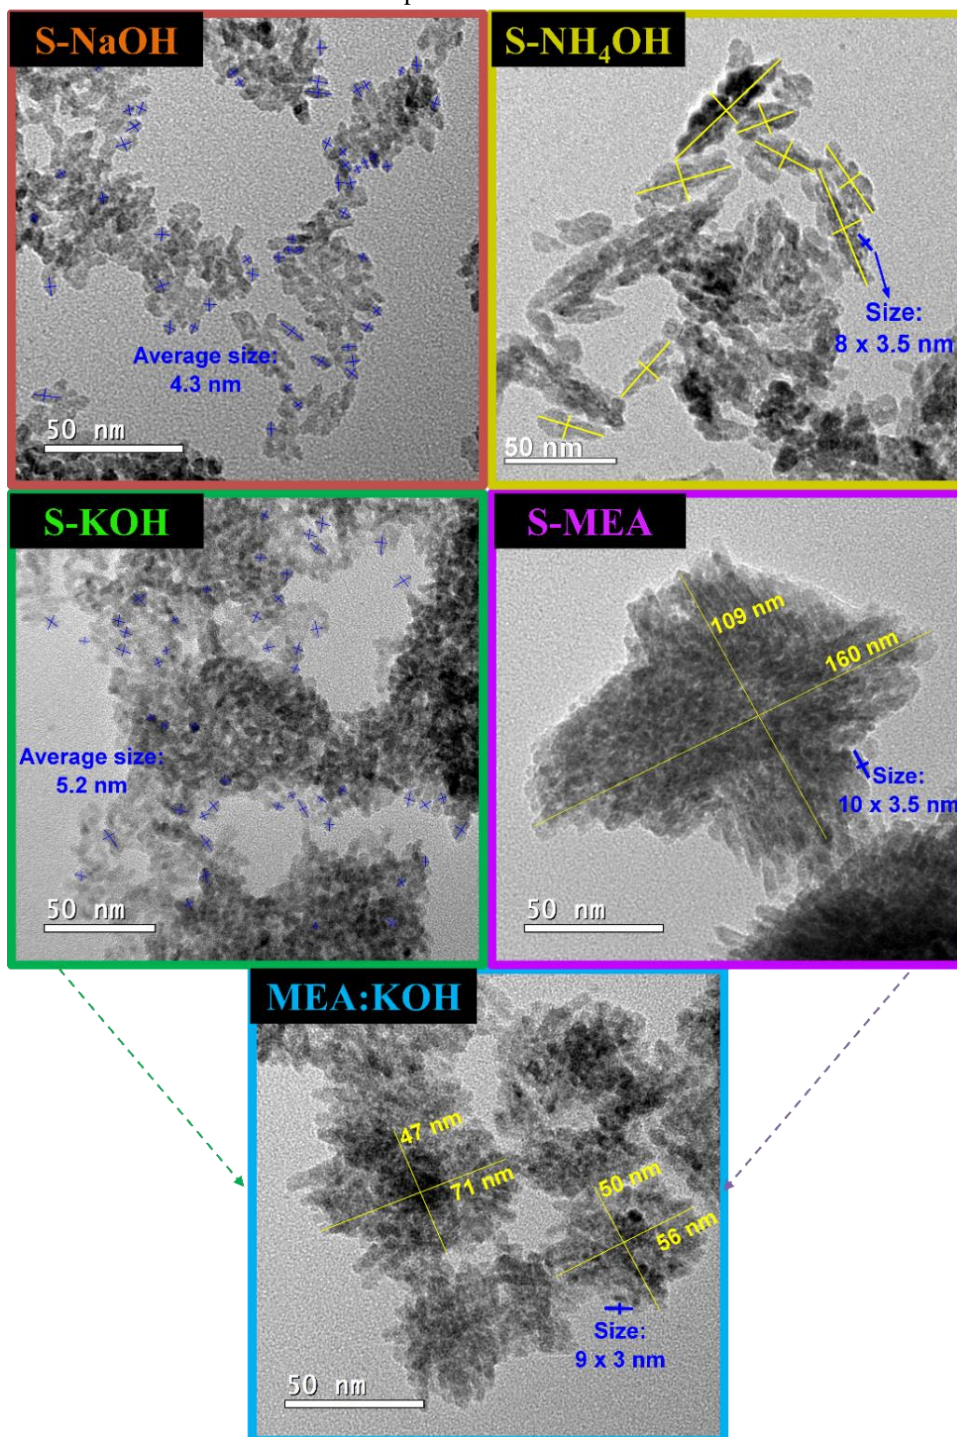 S-NaOH
S-NH₄OH
Average size:
4.3 nm
50 nm
Size:
8 x 3.5 nm
50 nm
S-KOH
S-MEA
Average size:
5.2 nm
50 nm
109 nm
160 nm
Size:
10 x 3.5 nm
50 nm
MEA:KOH
47 nm
71 nm
50 nm
56 nm
Size:
9 x 3 nm
50 nm